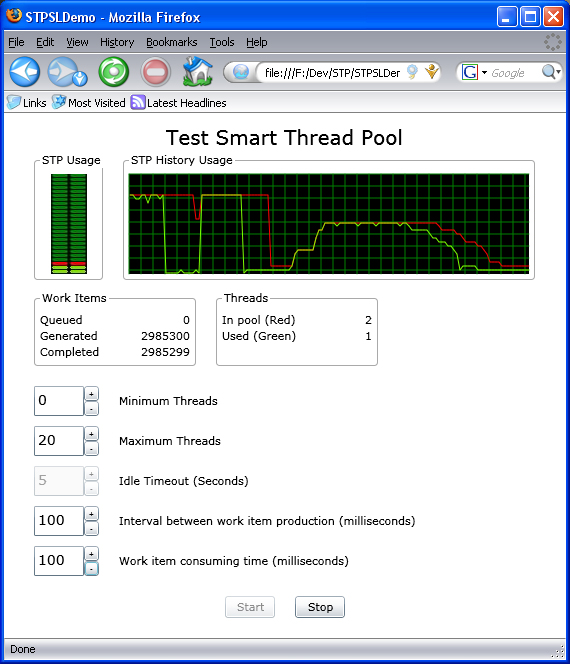 STPSLDemo - Mozilla Firefox
File Edit View History Bookmarks Tools Help
file:///F:/Dev/STP/STPSLDer
G Google
Links Most Visited Latest Headlines
Test Smart Thread Pool
STP Usage STP History Usage
Work Items Threads
Queued 0 In pool (Red) 2
Generated 2985300 Used (Green) 1
Completed 2985299
0 + - Minimum Threads
20 + - Maximum Threads
5 + - Idle Timeout (Seconds)
100 + - Interval between work item production (milliseconds)
100 + - Work item consuming time (milliseconds)
Start Stop
Done